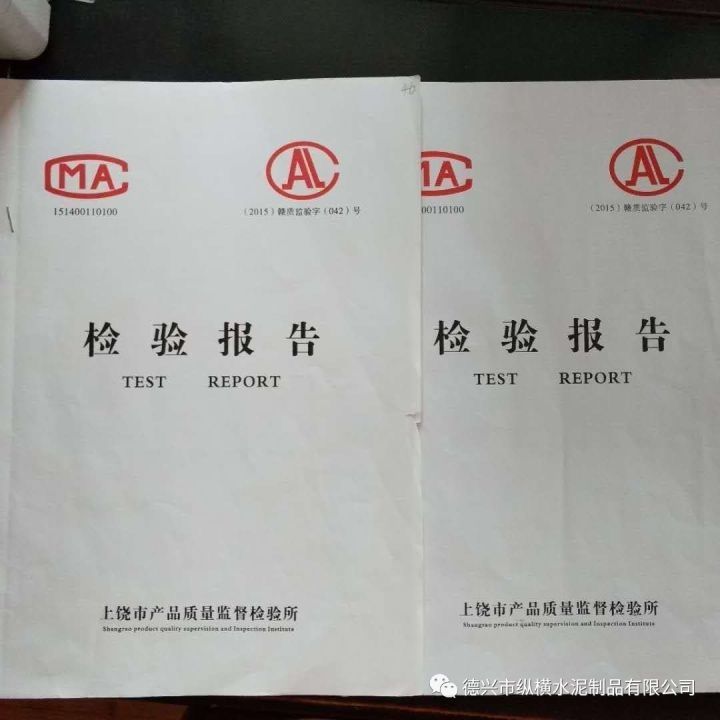 46
MA
AL
151400110100
(2015)赣质监验字(042)号
检验报告
TEST REPORT
上饶市产品质量监督检验所
Shangrao product quality supervision and Inspection Institute
MA
AL
00110100
(2015)赣质监验字(042)号
检验报告
TEST REPORT
上饶市产品质量监督检验所
Shangrao product quality supervision and Inspection Institute
德兴市纵横水泥制品有限公司